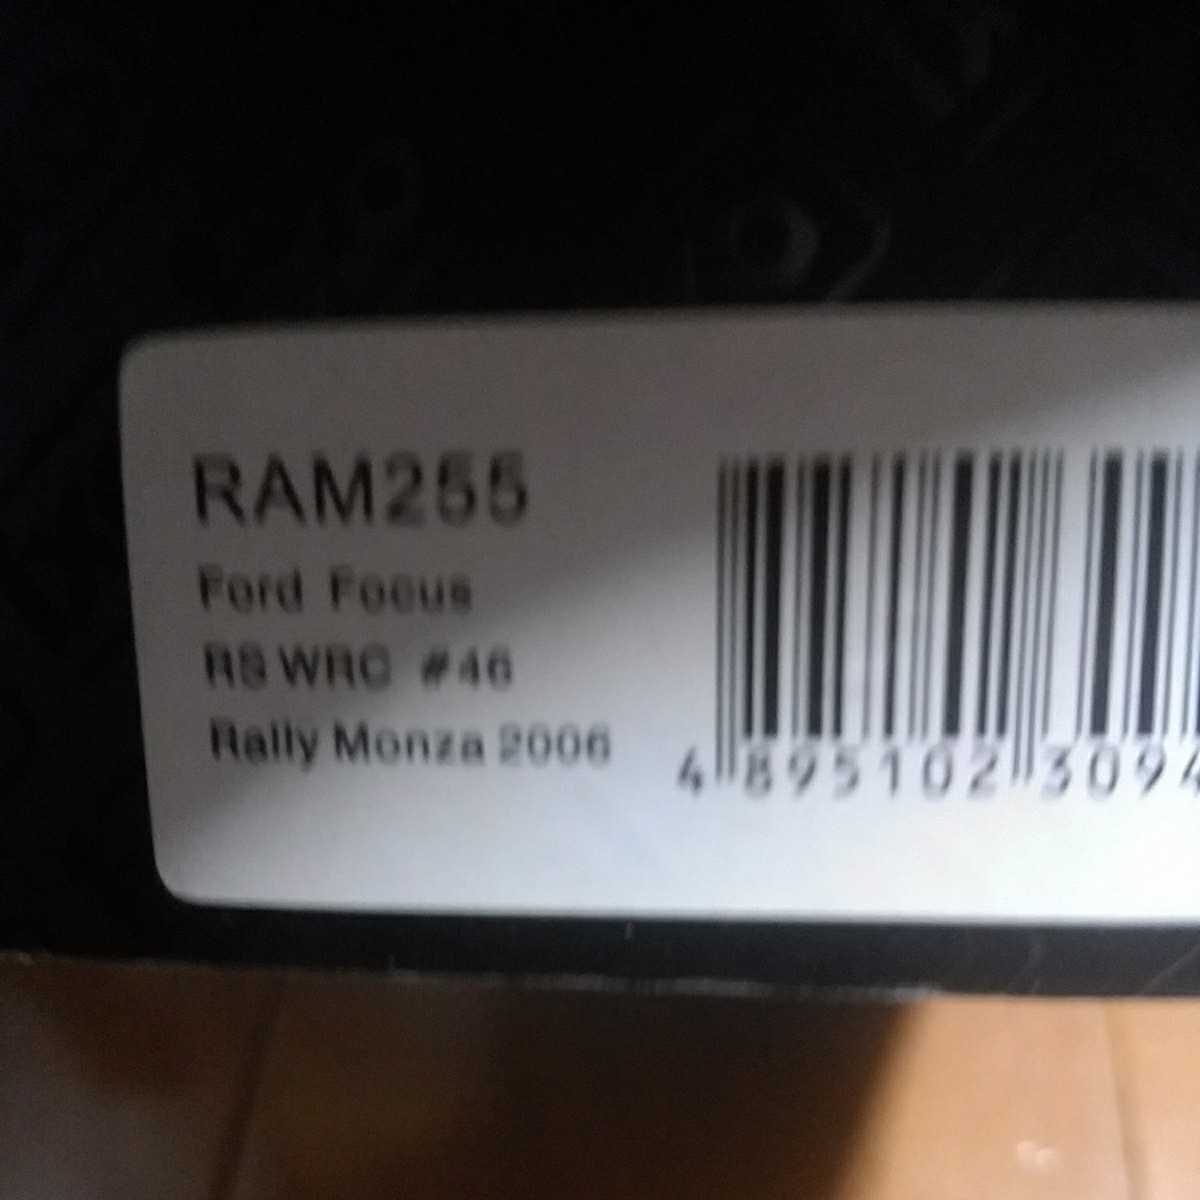 RAM255
Ford Focus
RS WRC #46
Rally Monza 2006
4 895102 3094